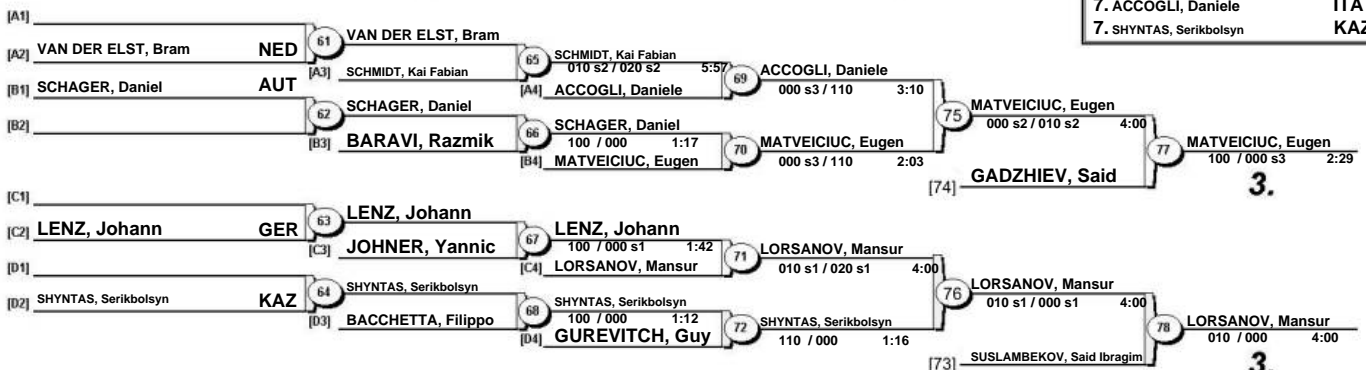 7. ACCOGLI, Daniele ITA
7. SHYNTAS, Serikbolsyn KAZ
[A1]
[A2] VAN DER ELST, Bram NED
61
VAN DER ELST, Bram
[A3] SCHMIDT, Kai Fabian
65
SCHMIDT, Kai Fabian
010 s2 / 020 s2 5:57
[A4] ACCOGLI, Daniele
69
ACCOGLI, Daniele
000 s3 / 110 3:10
[B1] SCHAGER, Daniel AUT
[B2]
62
SCHAGER, Daniel
[B3] BARAVI, Razmik
66
SCHAGER, Daniel
100 / 000 1:17
[B4] MATVEICIUC, Eugen
70
MATVEICIUC, Eugen
000 s3 / 110 2:03
75
MATVEICIUC, Eugen
000 s2 / 010 s2 4:00
[74] GADZHIEV, Said
77
MATVEICIUC, Eugen
100 / 000 s3 2:29
3.
[C1]
[C2] LENZ, Johann GER
63
LENZ, Johann
[C3] JOHNER, Yannic
67
LENZ, Johann
100 / 000 s1 1:42
[C4] LORSANOV, Mansur
71
LORSANOV, Mansur
010 s1 / 020 s1 4:00
[D1]
[D2] SHYNTAS, Serikbolsyn KAZ
64
SHYNTAS, Serikbolsyn
[D3] BACCHETTA, Filippo
68
SHYNTAS, Serikbolsyn
100 / 000 1:12
[D4] GUREVITCH, Guy
72
SHYNTAS, Serikbolsyn
110 / 000 1:16
76
LORSANOV, Mansur
010 s1 / 000 s1 4:00
[73] SUSLAMBEKOV, Said Ibragim
78
LORSANOV, Mansur
010 / 000 4:00
3.